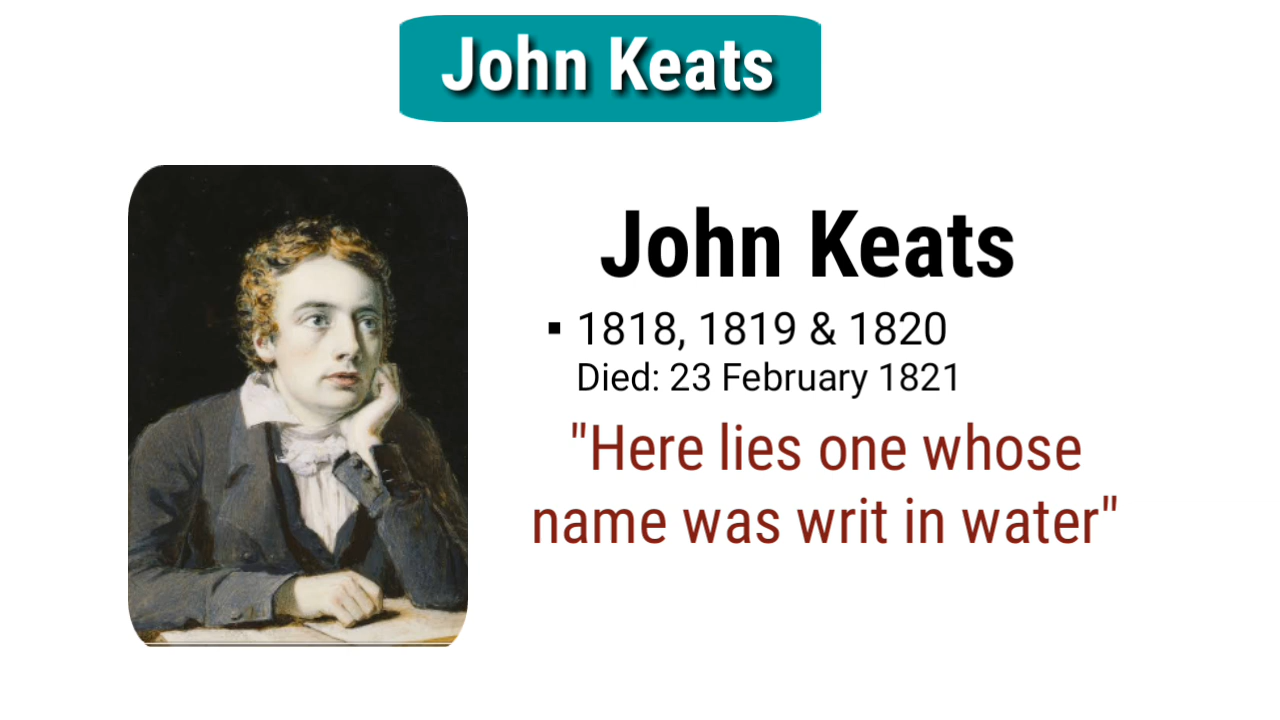 John Keats
John Keats
▪ 1818, 1819 & 1820
Died: 23 February 1821
"Here lies one whose
name was writ in water"